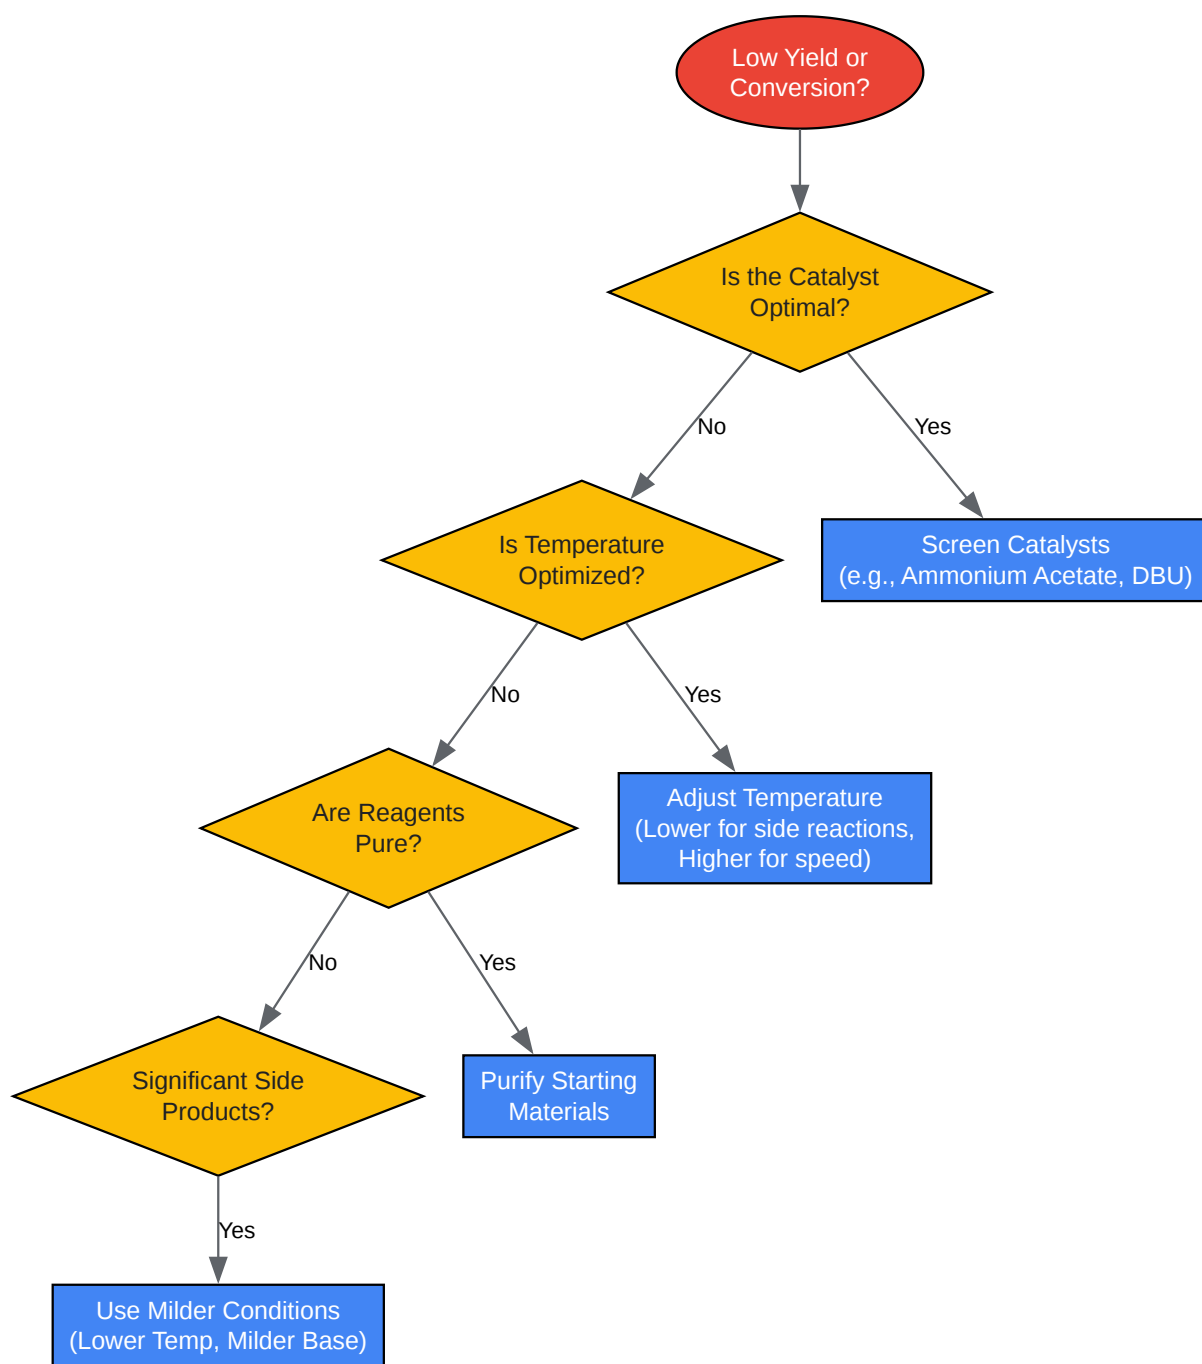 Low Yield or
Conversion?
Is the Catalyst
Optimal?
No
Yes
Is Temperature
Optimized?
Screen Catalysts
(e.g., Ammonium Acetate, DBU)
No
Yes
Are Reagents
Pure?
Adjust Temperature
(Lower for side reactions,
Higher for speed)
No
Yes
Significant Side
Products?
Purify Starting
Materials
Yes
Use Milder Conditions
(Lower Temp, Milder Base)